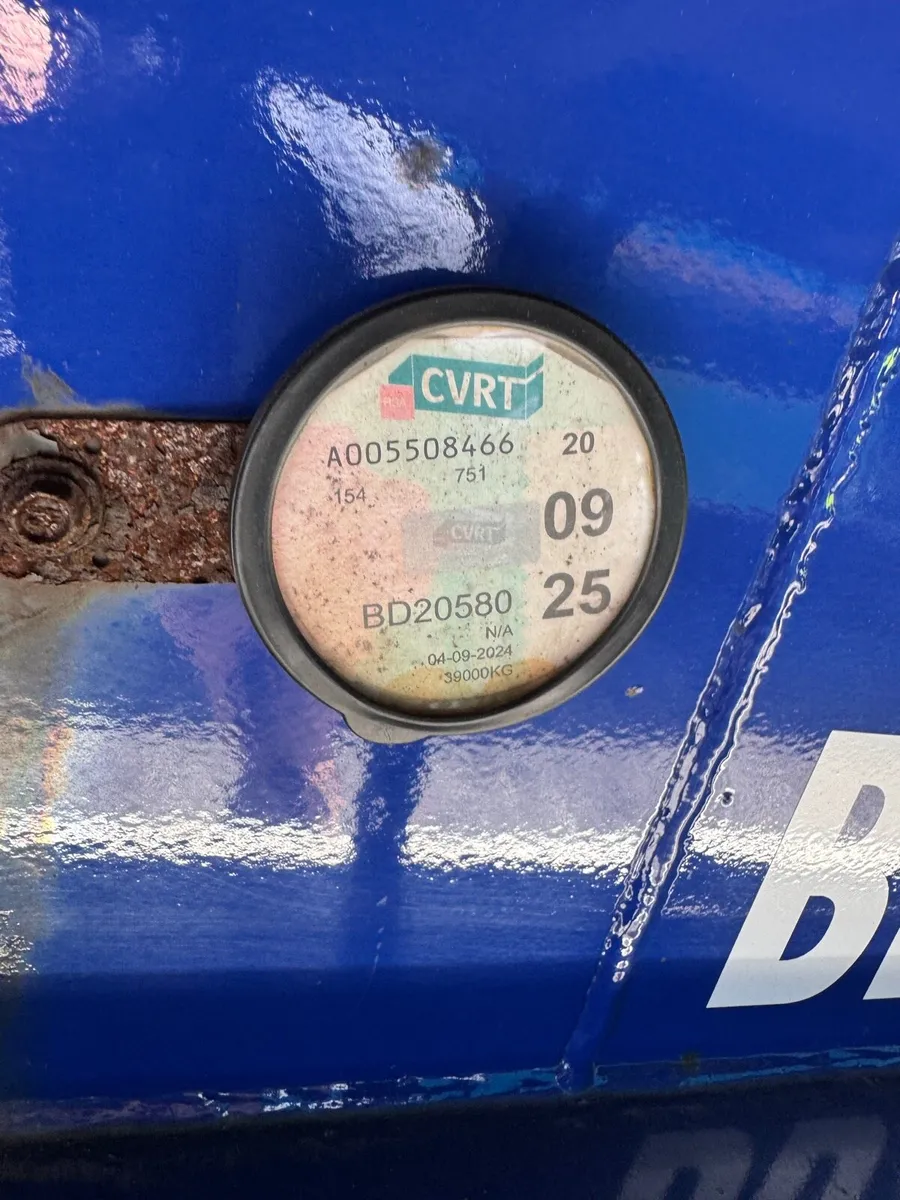 RSA CVRT
A005508466
20
751
154
09
CVRT
25
BD20580
N/A
04-09-2024
39000KG
B